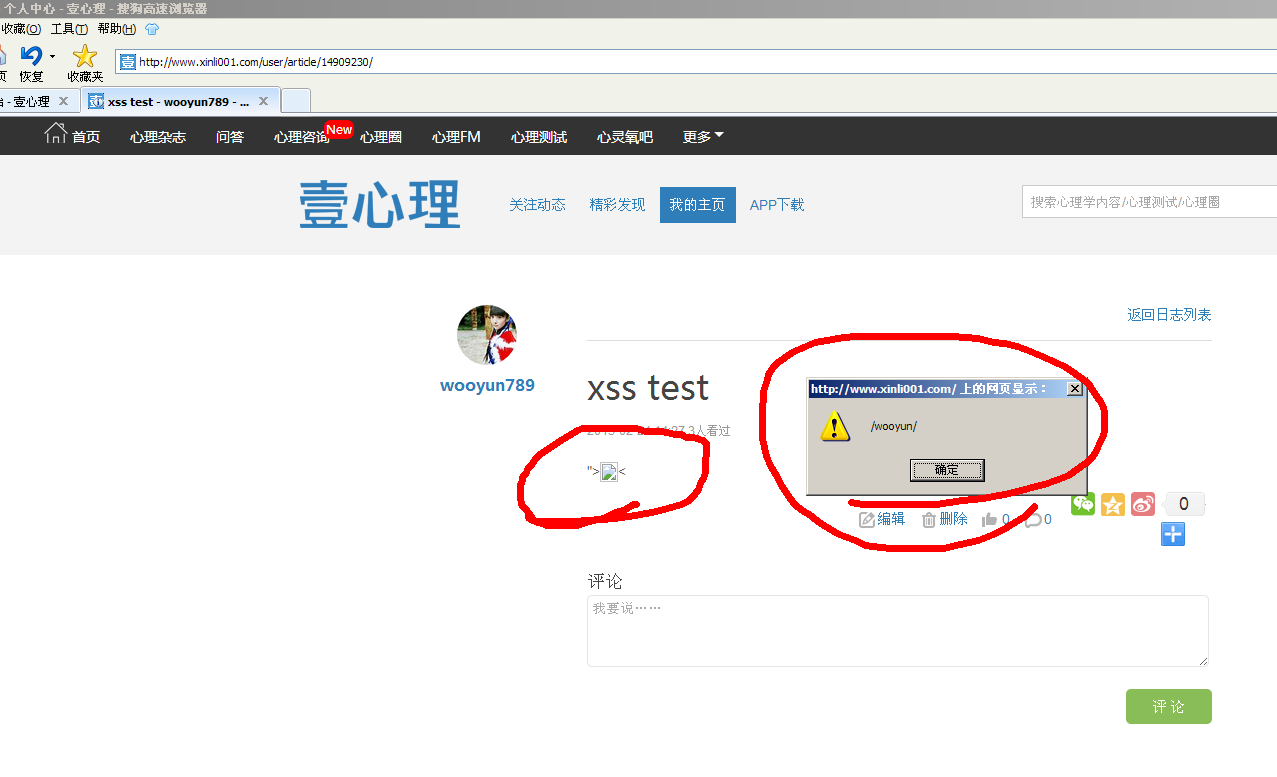 个人中心 - 壹心理 - 搜狗高速浏览器
收藏(O) 工具(T) 帮助(H)
页 恢复 收藏夹
壹 http://www.xinli001.com/user/article/14909230/
- 壹心理 xss test - wooyun789 - ...
首页 心理杂志 问答 心理咨询 New 心理圈 心理FM 心理测试 心灵氧吧 更多
壹心理 关注动态 精彩发现 我的主页 APP下载 搜索心理学内容/心理测试/心理圈
返回日志列表
wooyun789
xss test
3人看过
"><
http://www.xinli001.com/ 上的网页显示：
/wooyun/
确定
0
编辑 删除 0 0
评论
我要说……
评 论